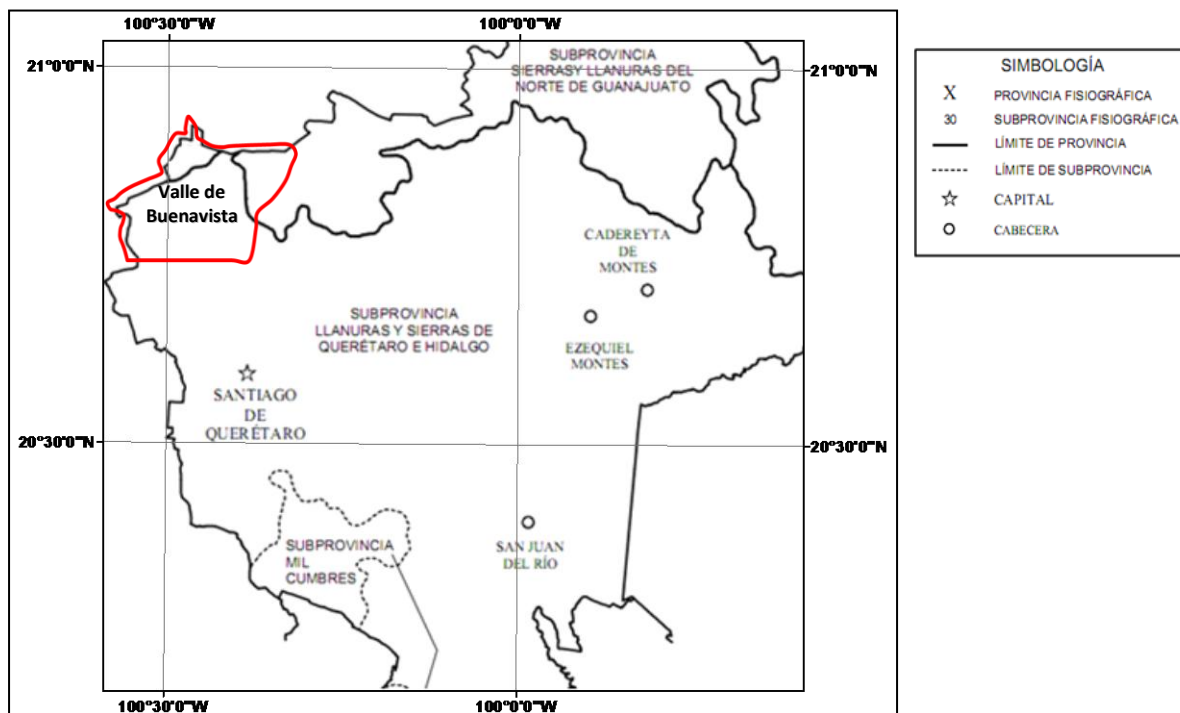 100°30'0"W 100°0'0"W
21°0'0"N
21°0'0"N
SUBPROVINCIA
SIERRASY LLANURAS DEL
NORTE DE GUANAJUATO
Valle de
Buenavista
CADEREYTA
DE
MONTES
SUBPROVINCIA
LLANURAS Y SIERRAS DE
QUERÉTARO E HIDALGO
EZEQUIEL
MONTES
SANTIAGO
DE
QUERÉTARO
20°30'0"N
20°30'0"N
SUBPROVINCIA
MIL
CUMBRES
SAN JUAN
DEL RÍO
100°30'0"W 100°0'0"W
SIMBOLOGÍA
X PROVINCIA FISIOGRÁFICA
30 SUBPROVINCIA FISIOGRÁFICA
LÍMITE DE PROVINCIA
LÍMITE DE SUBPROVINCIA
CAPITAL
CABECERA